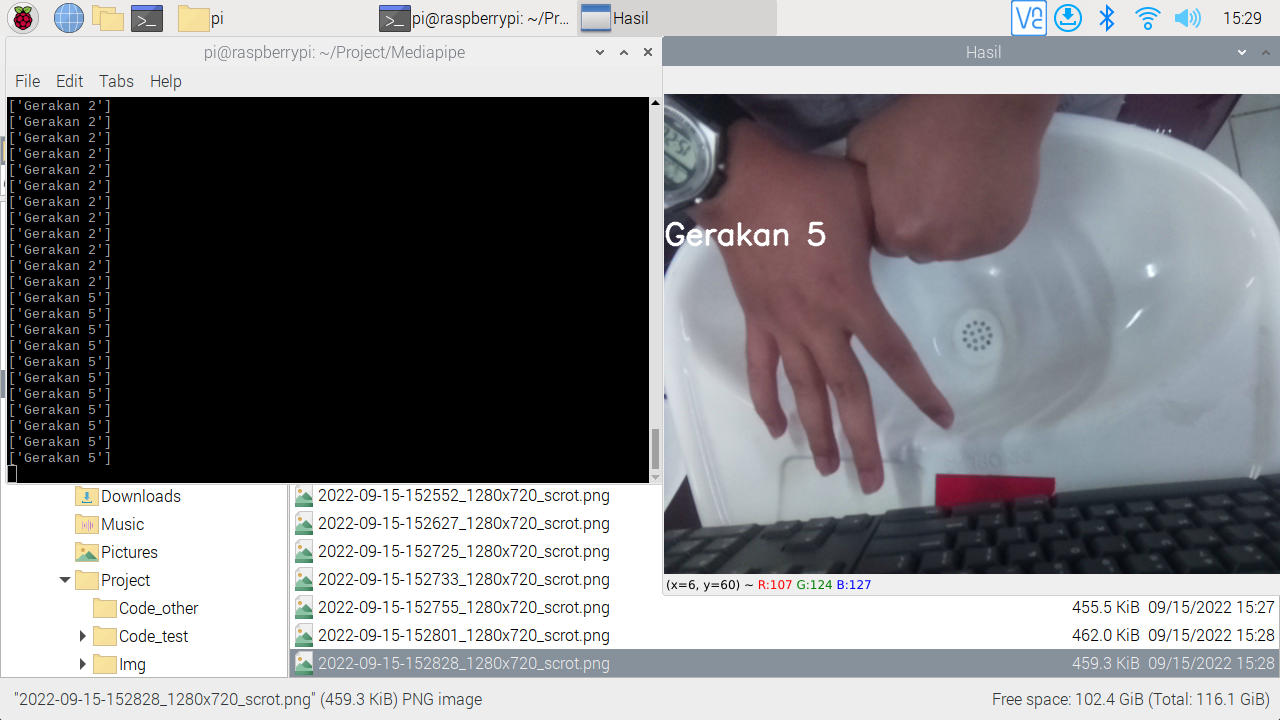 pi
pi@raspberrypi: ~/Pr...
Hasil
15:29
pi@raspberrypi: ~/Project/Mediapipe
File Edit Tabs Help
['Gerakan 2']
['Gerakan 2']
['Gerakan 2']
['Gerakan 2']
['Gerakan 2']
['Gerakan 2']
['Gerakan 2']
['Gerakan 2']
['Gerakan 2']
['Gerakan 2']
['Gerakan 2']
['Gerakan 2']
['Gerakan 5']
['Gerakan 5']
['Gerakan 5']
['Gerakan 5']
['Gerakan 5']
['Gerakan 5']
['Gerakan 5']
['Gerakan 5']
['Gerakan 5']
['Gerakan 5']
['Gerakan 5']
Hasil
Gerakan 5
(x=6, y=60) ~ R:107 G:124 B:127
Downloads
Music
Pictures
Project
Code_other
Code_test
Img
2022-09-15-152552_1280x720_scrot.png
2022-09-15-152627_1280x720_scrot.png
2022-09-15-152725_1280x720_scrot.png
2022-09-15-152733_1280x720_scrot.png
2022-09-15-152755_1280x720_scrot.png 455.5 KiB 09/15/2022 15:27
2022-09-15-152801_1280x720_scrot.png 462.0 KiB 09/15/2022 15:28
2022-09-15-152828_1280x720_scrot.png 459.3 KiB 09/15/2022 15:28
"2022-09-15-152828_1280x720_scrot.png" (459.3 KiB) PNG image
Free space: 102.4 GiB (Total: 116.1 GiB)